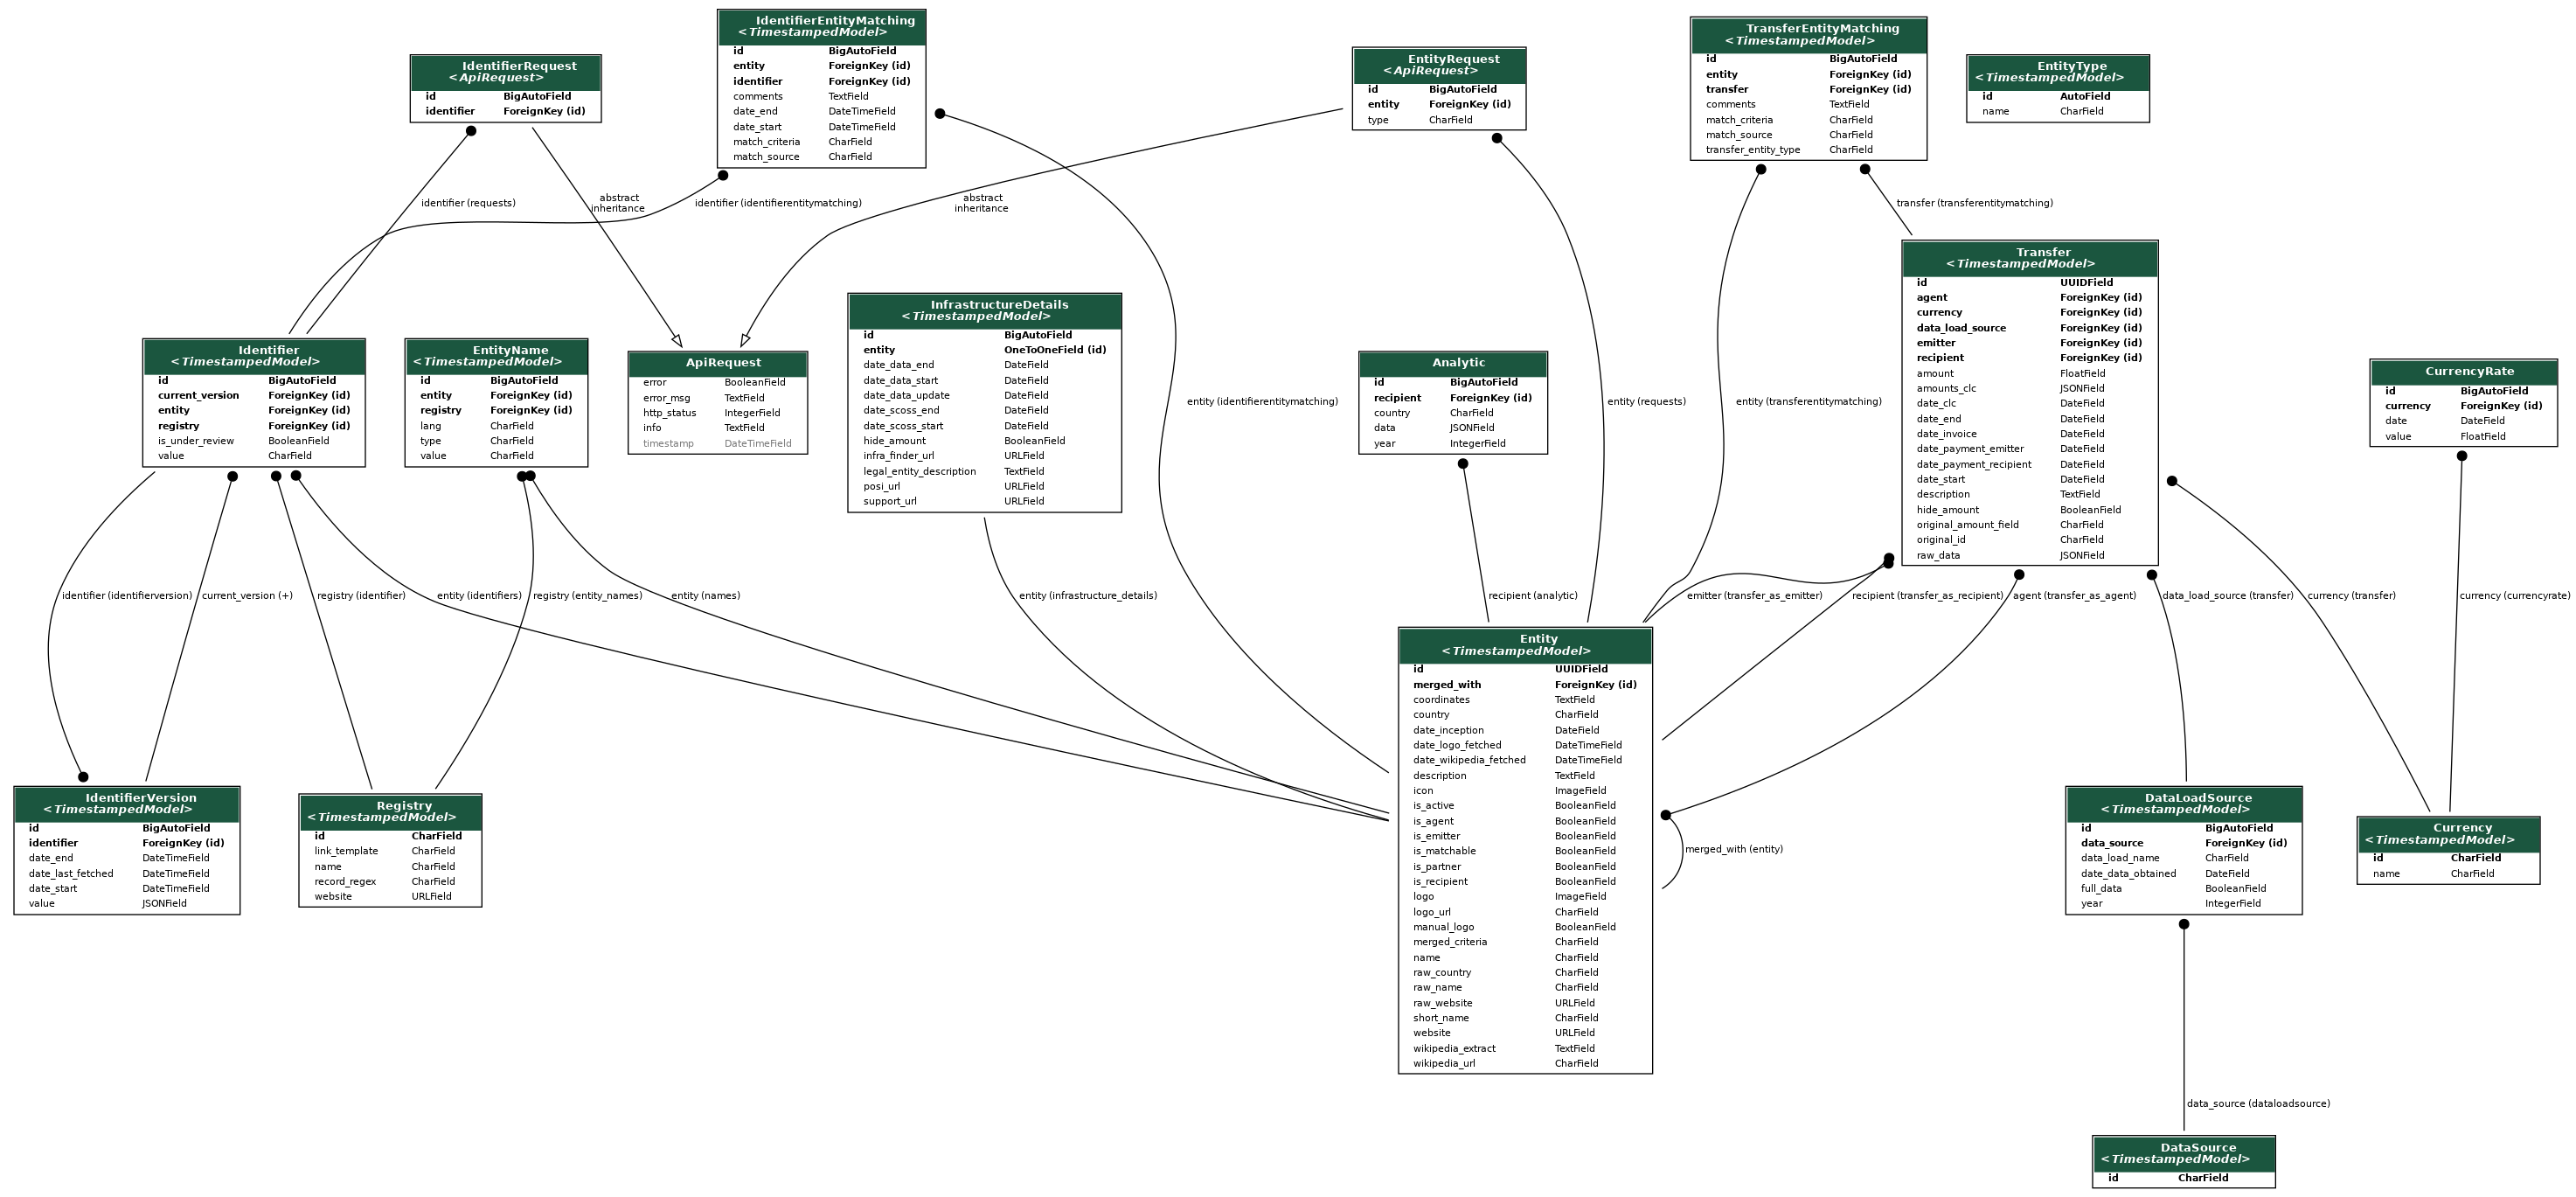 IdentifierEntityMatching
<TimestampedModel>
id BigAutoField
entity ForeignKey (id)
identifier ForeignKey (id)
comments TextField
date_end DateTimeField
date_start DateTimeField
match_criteria CharField
match_source CharField
TransferEntityMatching
<TimestampedModel>
id BigAutoField
entity ForeignKey (id)
transfer ForeignKey (id)
comments TextField
match_criteria CharField
match_source CharField
transfer_entity_type CharField
EntityRequest
<ApiRequest>
id BigAutoField
entity ForeignKey (id)
type CharField
IdentifierRequest
<ApiRequest>
id BigAutoField
identifier ForeignKey (id)
EntityType
<TimestampedModel>
id AutoField
name CharField
identifier (requests)
abstract
inheritance
identifier (identifierentitymatching)
abstract
inheritance
transfer (transferentitymatching)
Transfer
<TimestampedModel>
id UUIDField
agent ForeignKey (id)
currency ForeignKey (id)
data_load_source ForeignKey (id)
emitter ForeignKey (id)
recipient ForeignKey (id)
amount FloatField
amounts_clc JSONField
date_clc DateField
date_end DateField
date_invoice DateField
date_payment_emitter DateField
date_payment_recipient DateField
date_start DateField
description TextField
hide_amount BooleanField
original_amount_field CharField
original_id CharField
raw_data JSONField
InfrastructureDetails
<TimestampedModel>
id BigAutoField
entity OneToOneField (id)
date_data_end DateField
date_data_start DateField
date_data_update DateField
date_scoss_end DateField
date_scoss_start DateField
hide_amount BooleanField
infra_finder_url URLField
legal_entity_description TextField
posi_url URLField
support_url URLField
Identifier
<TimestampedModel>
id BigAutoField
current_version ForeignKey (id)
entity ForeignKey (id)
registry ForeignKey (id)
is_under_review BooleanField
value CharField
EntityName
<TimestampedModel>
id BigAutoField
entity ForeignKey (id)
registry ForeignKey (id)
lang CharField
type CharField
value CharField
ApiRequest
error BooleanField
error_msg TextField
http_status IntegerField
info TextField
timestamp DateTimeField
Analytic
id BigAutoField
recipient ForeignKey (id)
country CharField
data JSONField
year IntegerField
CurrencyRate
id BigAutoField
currency ForeignKey (id)
date DateField
value FloatField
entity (identifierentitymatching)
entity (requests)
entity (transferentitymatching)
identifier (identifierversion)
current_version (+)
registry (identifier)
entity (identifiers)
registry (entity_names)
entity (names)
entity (infrastructure_details)
recipient (analytic)
emitter (transfer_as_emitter)
recipient (transfer_as_recipient)
agent (transfer_as_agent)
data_load_source (transfer)
currency (transfer)
currency (currencyrate)
Entity
<TimestampedModel>
id UUIDField
merged_with ForeignKey (id)
coordinates TextField
country CharField
date_inception DateField
date_logo_fetched DateTimeField
date_wikipedia_fetched DateTimeField
description TextField
icon ImageField
is_active BooleanField
is_agent BooleanField
is_emitter BooleanField
is_matchable BooleanField
is_partner BooleanField
is_recipient BooleanField
logo ImageField
logo_url CharField
manual_logo BooleanField
merged_criteria CharField
name CharField
raw_country CharField
raw_name CharField
raw_website URLField
short_name CharField
website URLField
wikipedia_extract TextField
wikipedia_url CharField
merged_with (entity)
IdentifierVersion
<TimestampedModel>
id BigAutoField
identifier ForeignKey (id)
date_end DateTimeField
date_last_fetched DateTimeField
date_start DateTimeField
value JSONField
Registry
<TimestampedModel>
id CharField
link_template CharField
name CharField
record_regex CharField
website URLField
DataLoadSource
<TimestampedModel>
id BigAutoField
data_source ForeignKey (id)
data_load_name CharField
date_data_obtained DateField
full_data BooleanField
year IntegerField
Currency
<TimestampedModel>
id CharField
name CharField
data_source (dataloadsource)
DataSource
<TimestampedModel>
id CharField